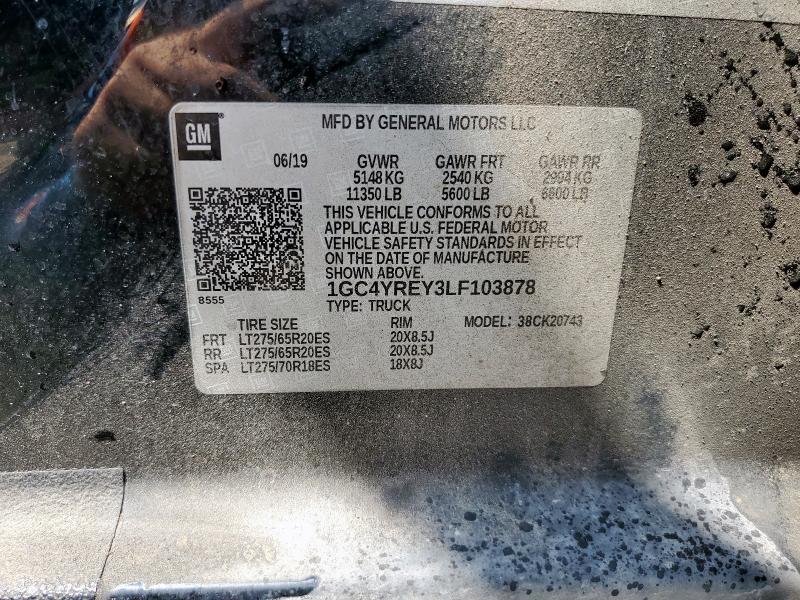 GM
MFD BY GENERAL MOTORS LLC
06/19 GVWR GAWR FRT GAWR RR
5148 KG 2540 KG 2994 KG
11350 LB 5600 LB 6600 LB
THIS VEHICLE CONFORMS TO ALL
APPLICABLE U.S. FEDERAL MOTOR
VEHICLE SAFETY STANDARDS IN EFFECT
ON THE DATE OF MANUFACTURE
SHOWN ABOVE.
8555
1GC4YREY3LF103878
TYPE: TRUCK
TIRE SIZE RIM MODEL: 38CK20743
FRT LT275/65R20ES 20X8.5J
RR LT275/65R20ES 20X8.5J
SPA LT275/70R18ES 18X8J